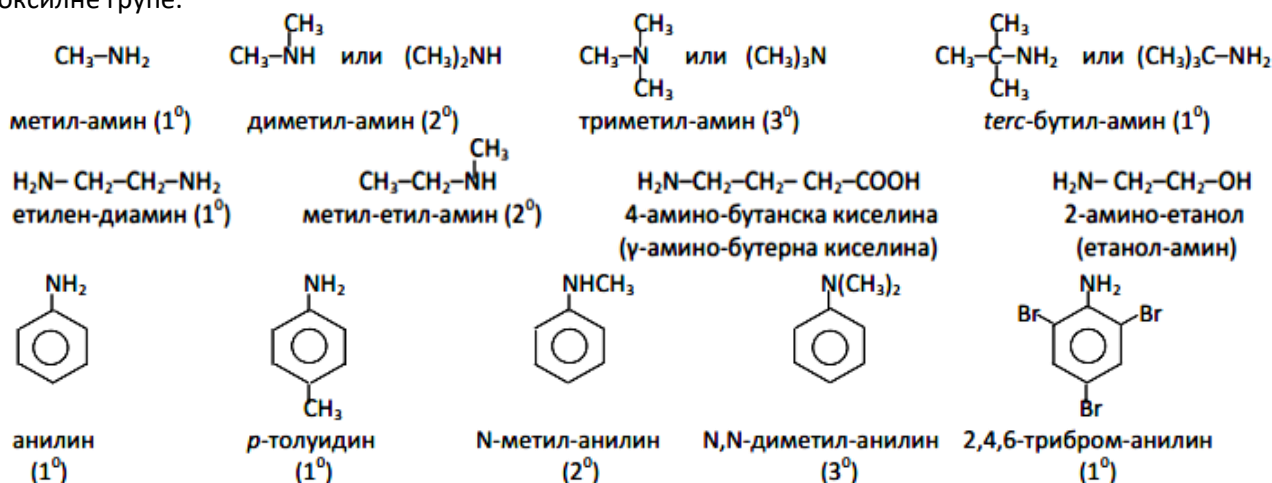 оксилне групе.
CH₃ CH₃ CH₃
CH₃–NH₂ CH₃–NH или (CH₃)₂NH CH₃–N или (CH₃)₃N CH₃–C–NH₂ или (CH₃)₃C–NH₂
CH₃ CH₃
метил-амин (1⁰) диметил-амин (2⁰) триметил-амин (3⁰) terc-бутил-амин (1⁰)
CH₃
H₂N– CH₂–CH₂–NH₂ CH₃–CH₂–NH H₂N–CH₂–CH₂– CH₂–COOH H₂N– CH₂–CH₂–OH
етилен-диамин (1⁰) метил-етил-амин (2⁰) 4-амино-бутанска киселина 2-амино-етанол
(γ-амино-бутерна киселина) (етанол-амин)
NH₂ NH₂ NHCH₃ N(CH₃)₂ NH₂
Br Br
CH₃ Br
анилин p-толуидин N-метил-анилин N,N-диметил-анилин 2,4,6-трибром-анилин
(1⁰) (1⁰) (2⁰) (3⁰) (1⁰)